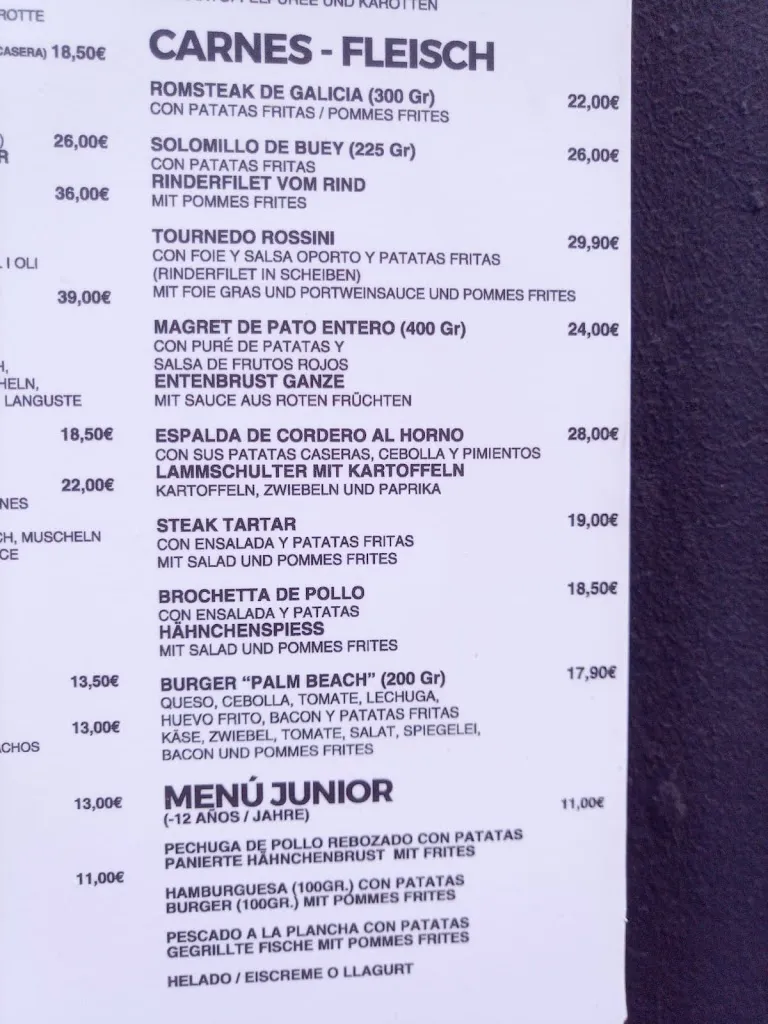 ROTTE
CASERA) 18,50€
26,00€
R
36,00€
I OLI
39,00€
HELN,
LANGUSTE
18,50€
22,00€
NES
CH, MUSCHELN
CE
13,50€
13,00€
ACHOS
13,00€
11,00€
UND KAROTTEN
CARNES - FLEISCH
ROMSTEAK DE GALICIA (300 Gr) 22,00€
CON PATATAS FRITAS / POMMES FRITES
SOLOMILLO DE BUEY (225 Gr) 26,00€
CON PATATAS FRITAS
RINDERFILET VOM RIND
MIT POMMES FRITES
TOURNEDO ROSSINI 29,90€
CON FOIE Y SALSA OPORTO Y PATATAS FRITAS
(RINDERFILET IN SCHEIBEN)
MIT FOIE GRAS UND PORTWEINSAUCE UND POMMES FRITES
MAGRET DE PATO ENTERO (400 Gr) 24,00€
CON PURÉ DE PATATAS Y
SALSA DE FRUTOS ROJOS
ENTENBRUST GANZE
MIT SAUCE AUS ROTEN FRÜCHTEN
ESPALDA DE CORDERO AL HORNO 28,00€
CON SUS PATATAS CASERAS, CEBOLLA Y PIMIENTOS
LAMMSCHULTER MIT KARTOFFELN
KARTOFFELN, ZWIEBELN UND PAPRIKA
STEAK TARTAR 19,00€
CON ENSALADA Y PATATAS FRITAS
MIT SALAD UND POMMES FRITES
BROCHETTA DE POLLO 18,50€
CON ENSALADA Y PATATAS
HÄHNCHENSPIESS
MIT SALAD UND POMMES FRITES
BURGER “PALM BEACH” (200 Gr) 17,90€
QUESO, CEBOLLA, TOMATE, LECHUGA,
HUEVO FRITO, BACON Y PATATAS FRITAS
KÄSE, ZWIEBEL, TOMATE, SALAT, SPIEGELEI,
BACON UND POMMES FRITES
MENÚ JUNIOR 11,00€
(-12 AÑOS / JAHRE)
PECHUGA DE POLLO REBOZADO CON PATATAS
PANIERTE HÄHNCHENBRUST MIT FRITES
HAMBURGUESA (100GR.) CON PATATAS
BURGER (100GR.) MIT POMMES FRITES
PESCADO A LA PLANCHA CON PATATAS
GEGRILLTE FISCHE MIT POMMES FRITES
HELADO / EISCREME O LLAGURT